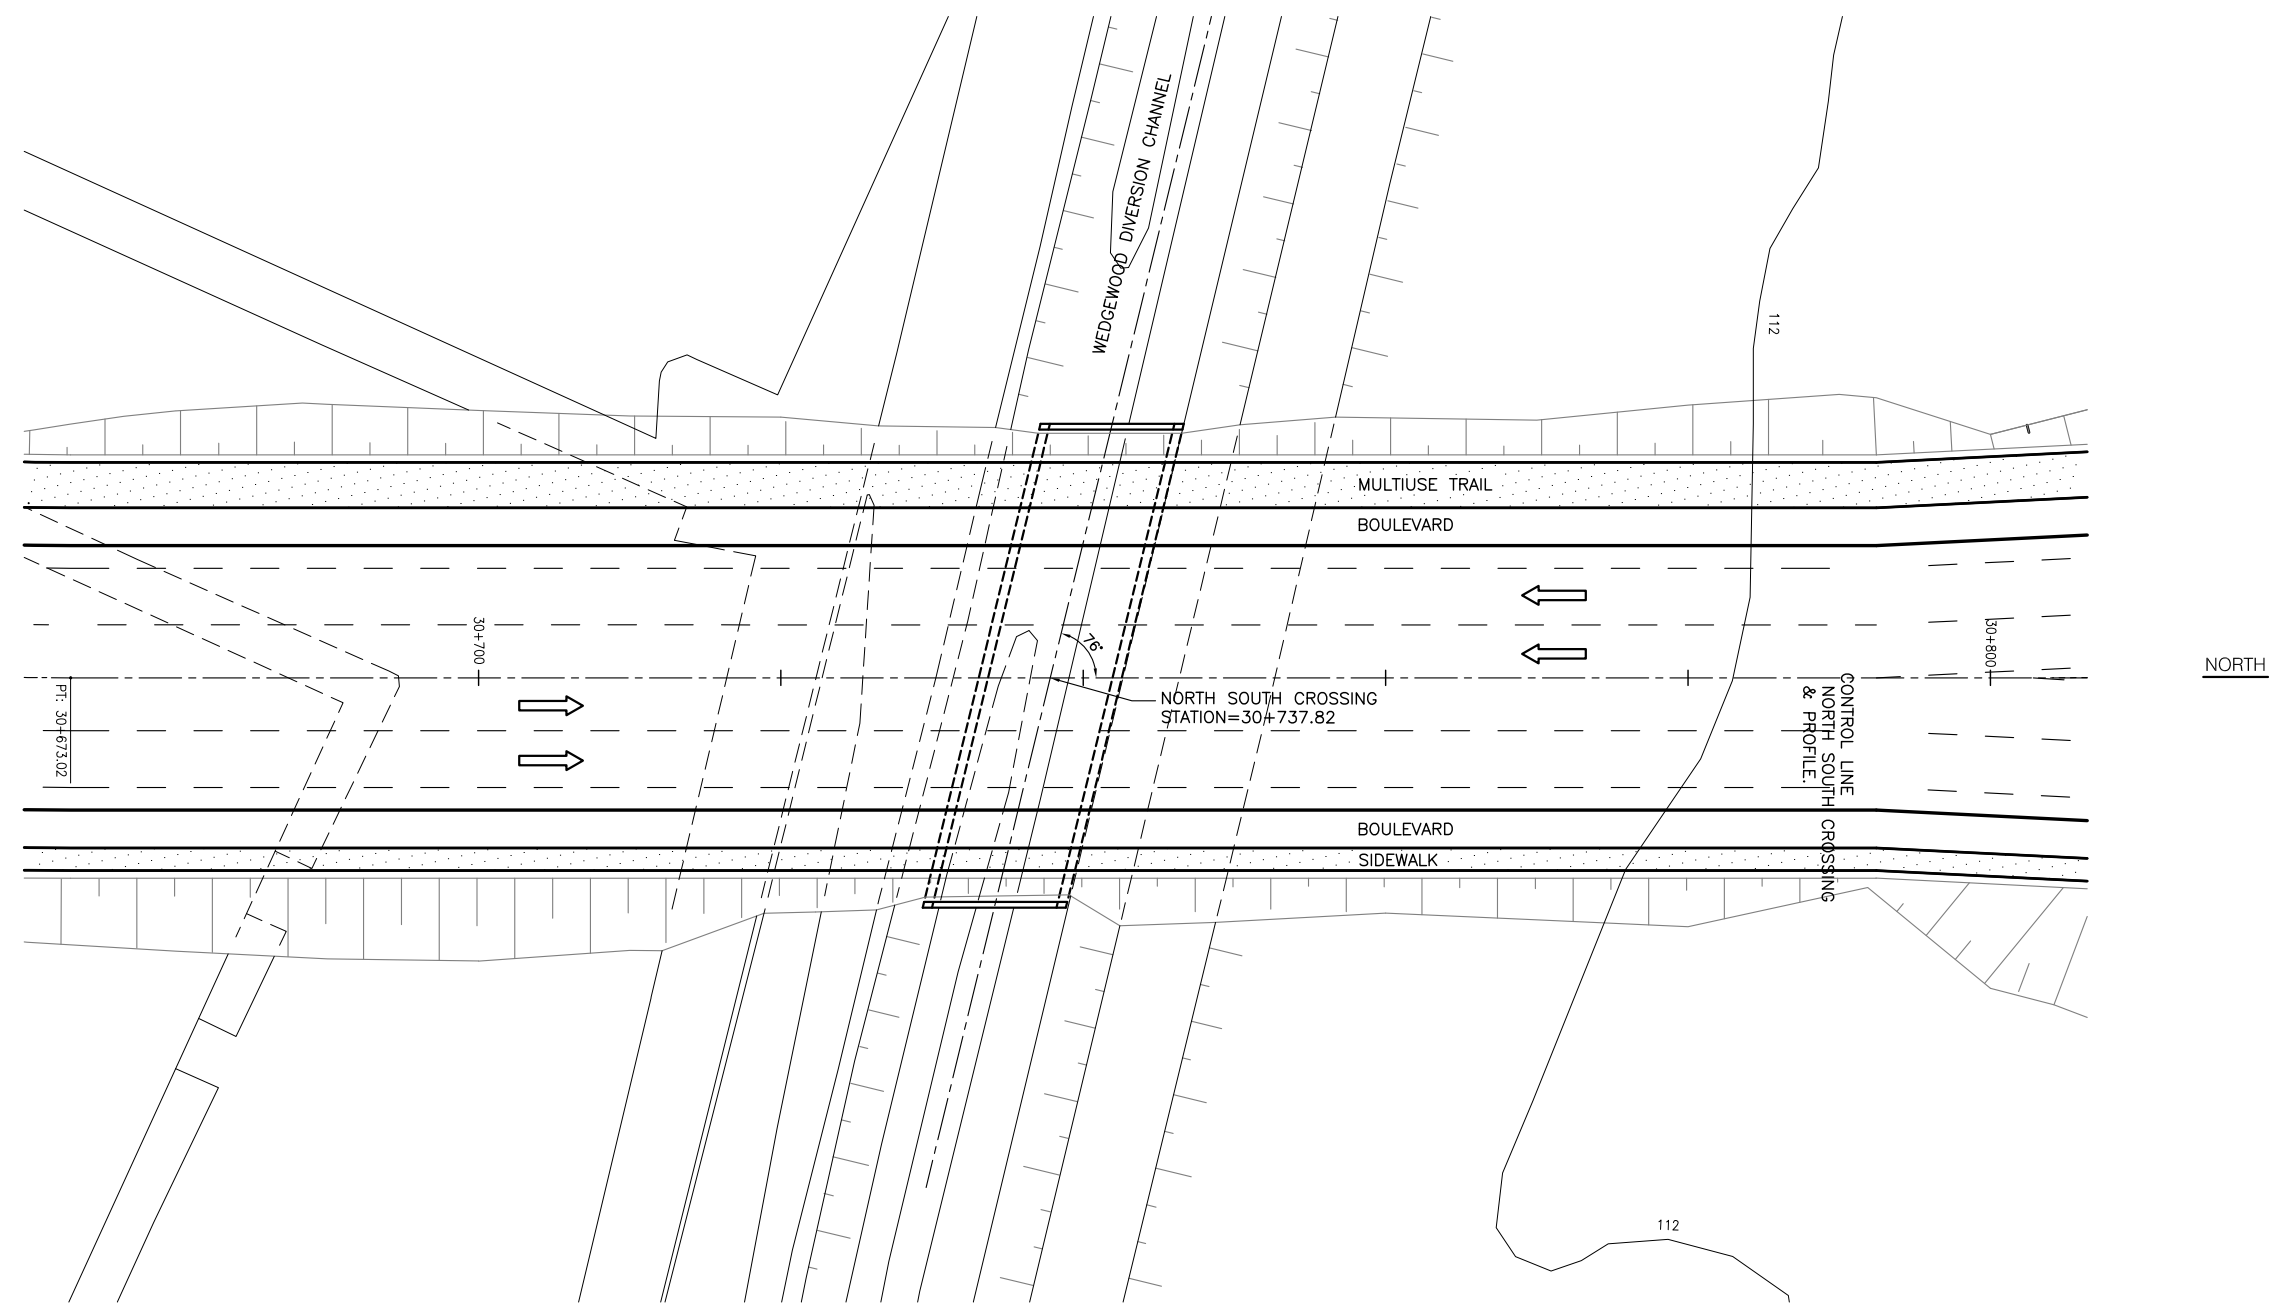 WEDGEWOOD DIVERSION CHANNEL
112
MULTIUSE TRAIL
BOULEVARD
30+700
30+800
76°
NORTH
PT: 30+673.02
NORTH SOUTH CROSSING
STATION=30+737.82
CONTROL LINE
NORTH SOUTH CROSSING
& PROFILE.
BOULEVARD
SIDEWALK
112